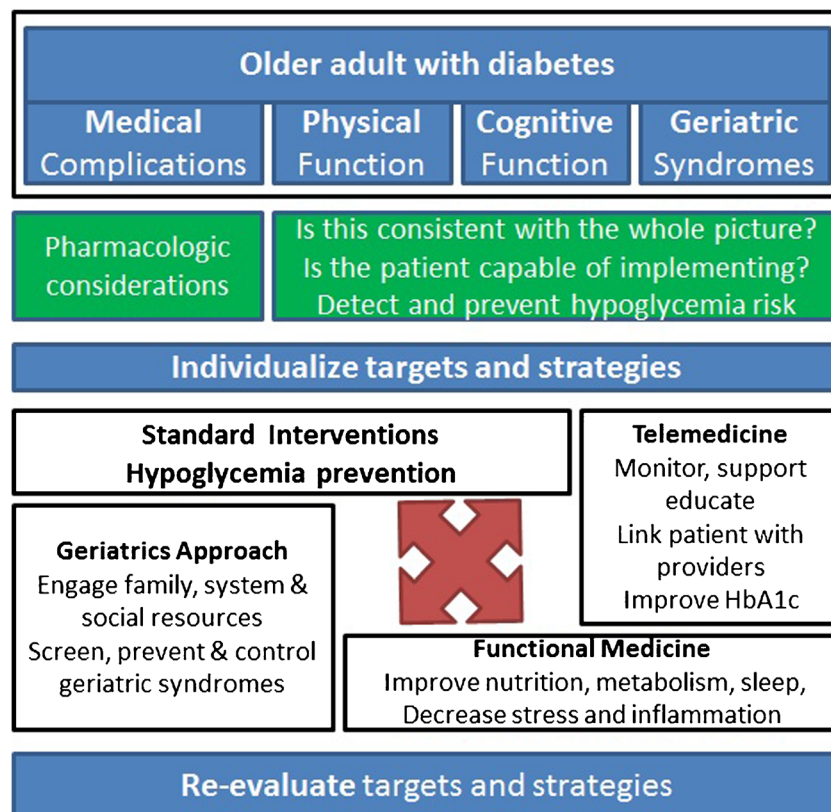 Older adult with diabetes
Medical
Complications
Physical
Function
Cognitive
Function
Geriatric
Syndromes
Pharmacologic
considerations
Is this consistent with the whole picture?
Is the patient capable of implementing?
Detect and prevent hypoglycemia risk
Individualize targets and strategies
Standard Interventions
Hypoglycemia prevention
Telemedicine
Monitor, support
educate
Link patient with
providers
Improve HbA1c
Geriatrics Approach
Engage family, system &
social resources
Screen, prevent & control
geriatric syndromes
Functional Medicine
Improve nutrition, metabolism, sleep,
Decrease stress and inflammation
Re-evaluate targets and strategies